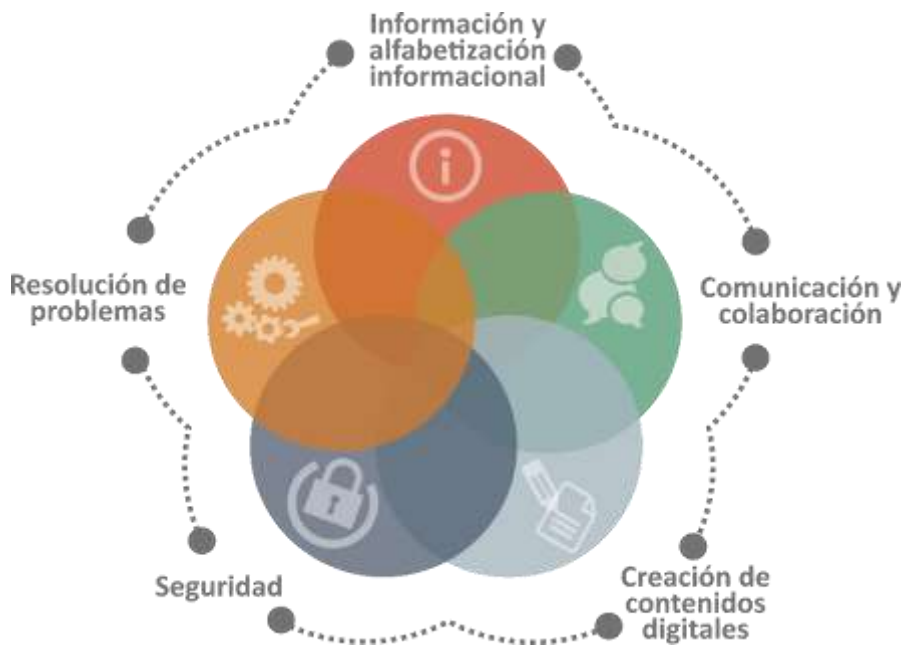 Información y
alfabetización
informacional
Resolución de
problemas
Comunicación y
colaboración
Seguridad
Creación de
contenidos
digitales